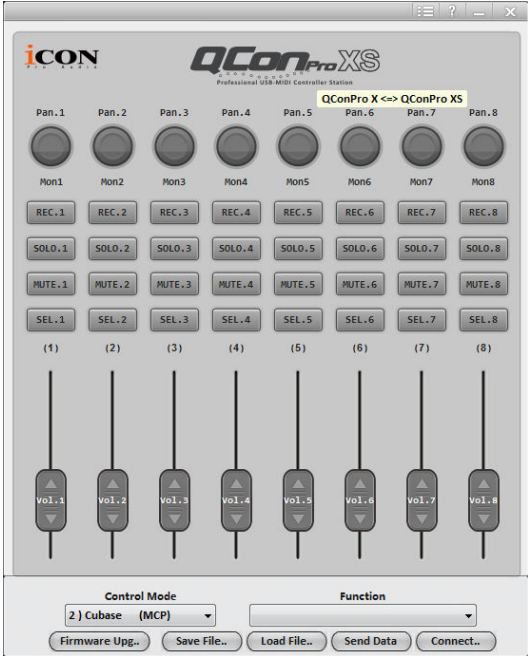 ?
iCON
Pro Audio
QConPro XS
Professional USB-MIDI Controller Station
QConPro X <=> QConPro XS
Pan.1 Pan.2 Pan.3 Pan.4 Pan.5 Pan.6 Pan.7 Pan.8
Mon1 Mon2 Mon3 Mon4 Mon5 Mon6 Mon7 Mon8
REC.1 REC.2 REC.3 REC.4 REC.5 REC.6 REC.7 REC.8
SOLO.1 SOLO.2 SOLO.3 SOLO.4 SOLO.5 SOLO.6 SOLO.7 SOLO.8
MUTE.1 MUTE.2 MUTE.3 MUTE.4 MUTE.5 MUTE.6 MUTE.7 MUTE.8
SEL.1 SEL.2 SEL.3 SEL.4 SEL.5 SEL.6 SEL.7 SEL.8
(1) (2) (3) (4) (5) (6) (7) (8)
Vol.1 Vol.2 Vol.3 Vol.4 Vol.5 Vol.6 Vol.7 Vol.8
Control Mode Function
2 ) Cubase (MCP)
Firmware Upg.. Save File.. Load File.. Send Data Connect..